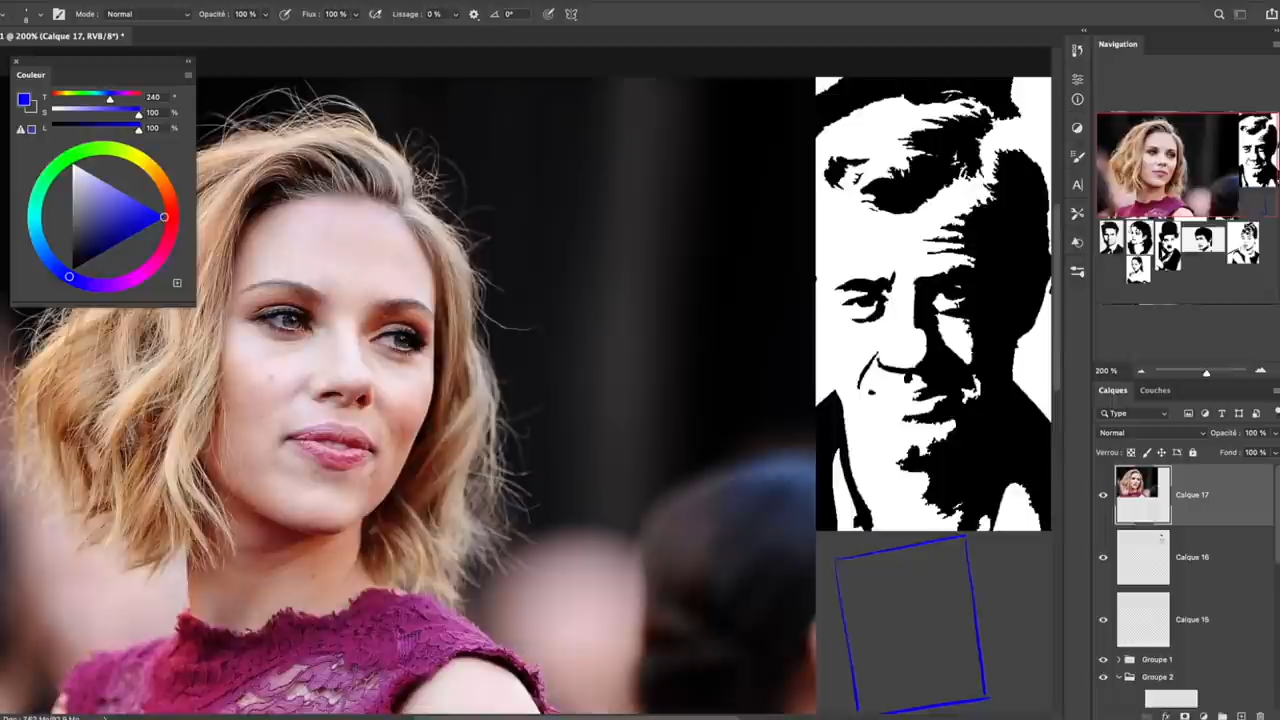 8
Mode : Normal
Opacité : 100 %
Flux : 100 %
Lissage : 0 %
0°
1 @ 200% (Calque 17, RVB/8*) *
Couleur
T 240 °
S 100 %
L 100 %
Navigation
200 %
Calques
Couches
Type
Normal
Opacité : 100 %
Verrou :
Fond : 100 %
Calque 17
Calque 16
Calque 15
Groupe 1
Groupe 2